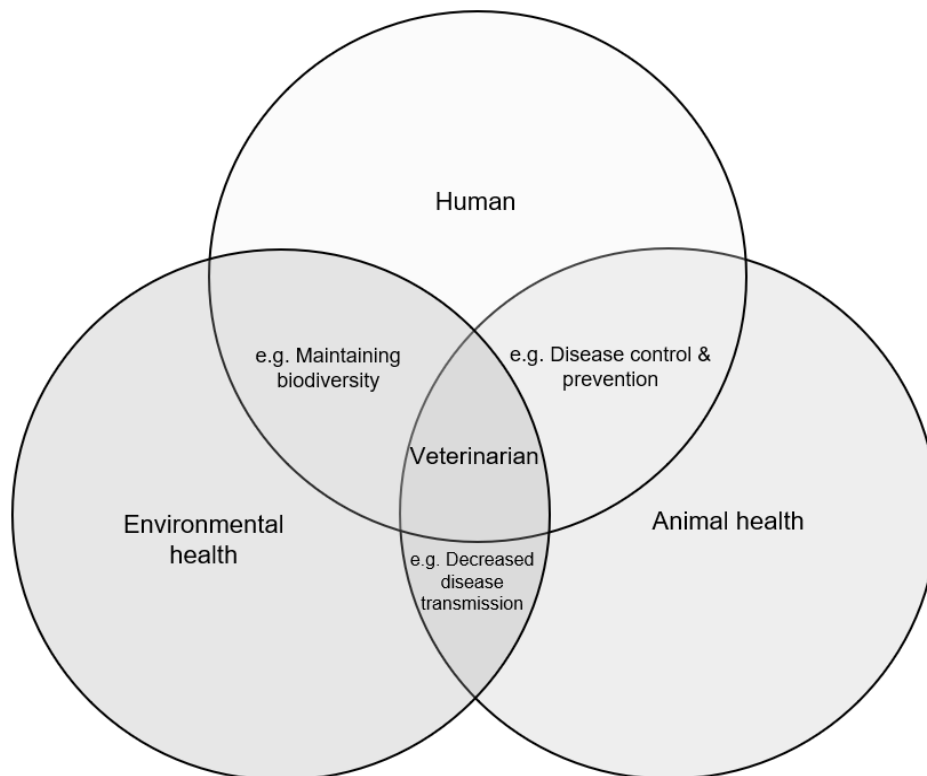 Human
e.g. Maintaining
biodiversity
e.g. Disease control &
prevention
Veterinarian
Environmental
health
Animal health
e.g. Decreased
disease
transmission